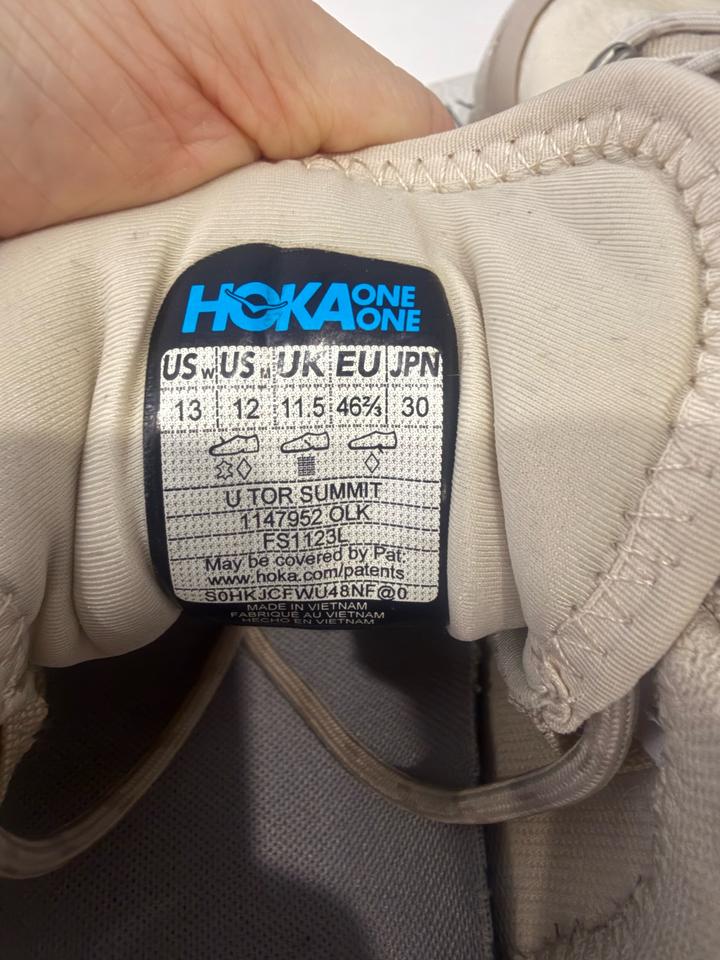 HOKA ONE ONE
US W US M UK EU JPN
13 12 11.5 46⅔ 30
U TOR SUMMIT
1147952 OLK
FS1123L
May be covered by Pat.
www.hoka.com/patents
S0HKJCFWU48NF@0
MADE IN VIETNAM
FABRIQUÉ AU VIETNAM
HECHO EN VIETNAM